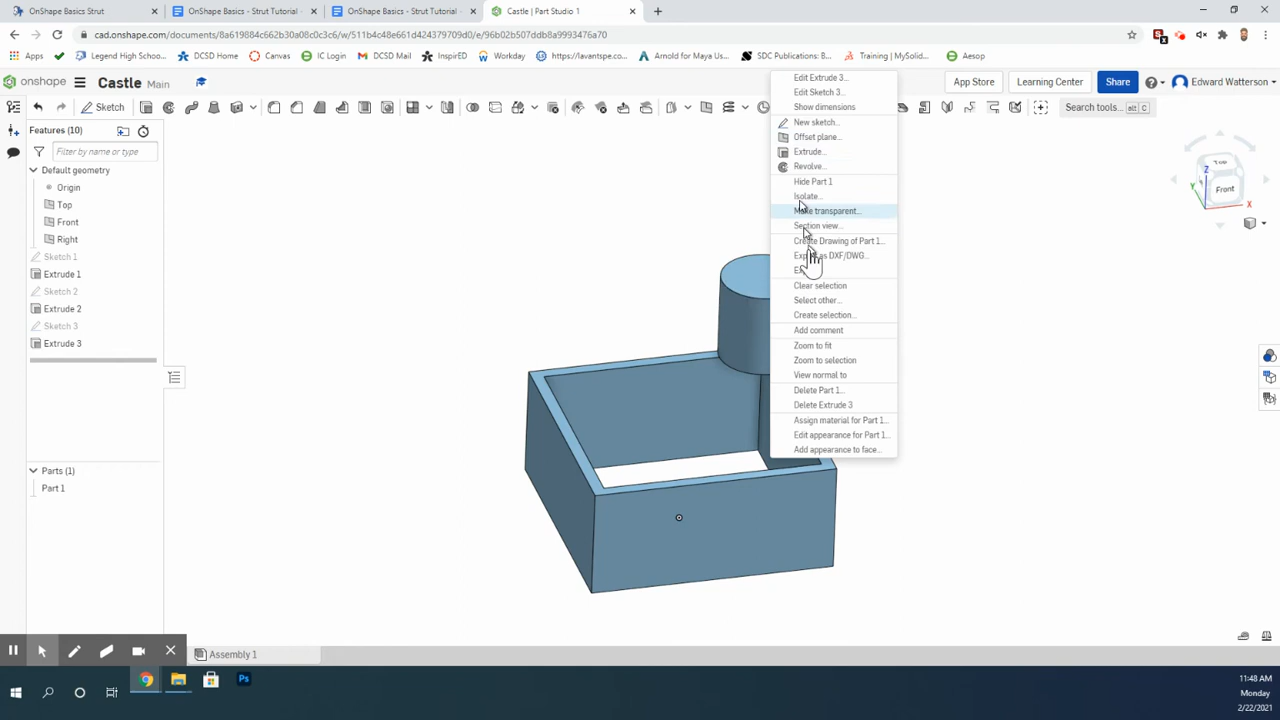 OnShape Basics Strut
OnShape Basics - Strut Tutorial -
OnShape Basics - Strut Tutorial -
Castle | Part Studio 1
cad.onshape.com/documents/8a619884c662b30a08c0c3c6/w/511b4c48e661d424379709d0/e/96b02b507ddb8a9993476a70
Apps
Legend High School...
DCSD Home
Canvas
IC Login
DCSD Mail
InspirED
Workday
https://lavantspe.com...
Arnold for Maya Us...
SDC Publications: B...
Training | MySolid...
Aesop
onshape
Castle
Main
App Store
Learning Center
Share
Edward Watterson
Sketch
Search tools...
alt
C
Features (10)
Filter by name or type
Default geometry
Origin
Top
Front
Right
Sketch 1
Extrude 1
Sketch 2
Extrude 2
Sketch 3
Extrude 3
Parts (1)
Part 1
Edit Extrude 3...
Edit Sketch 3...
Show dimensions
New sketch...
Offset plane...
Extrude...
Revolve...
Hide Part 1
Isolate...
Make transparent...
Section view...
Create Drawing of Part 1...
Export as DXF/DWG...
Clear selection
Select other...
Create selection...
Add comment
Zoom to fit
Zoom to selection
View normal to
Delete Part 1...
Delete Extrude 3
Assign material for Part 1...
Edit appearance for Part 1...
Add appearance to face...
Z
Top
Y
Front
X
Assembly 1
Ps
11:48 AM
Monday
2/22/2021